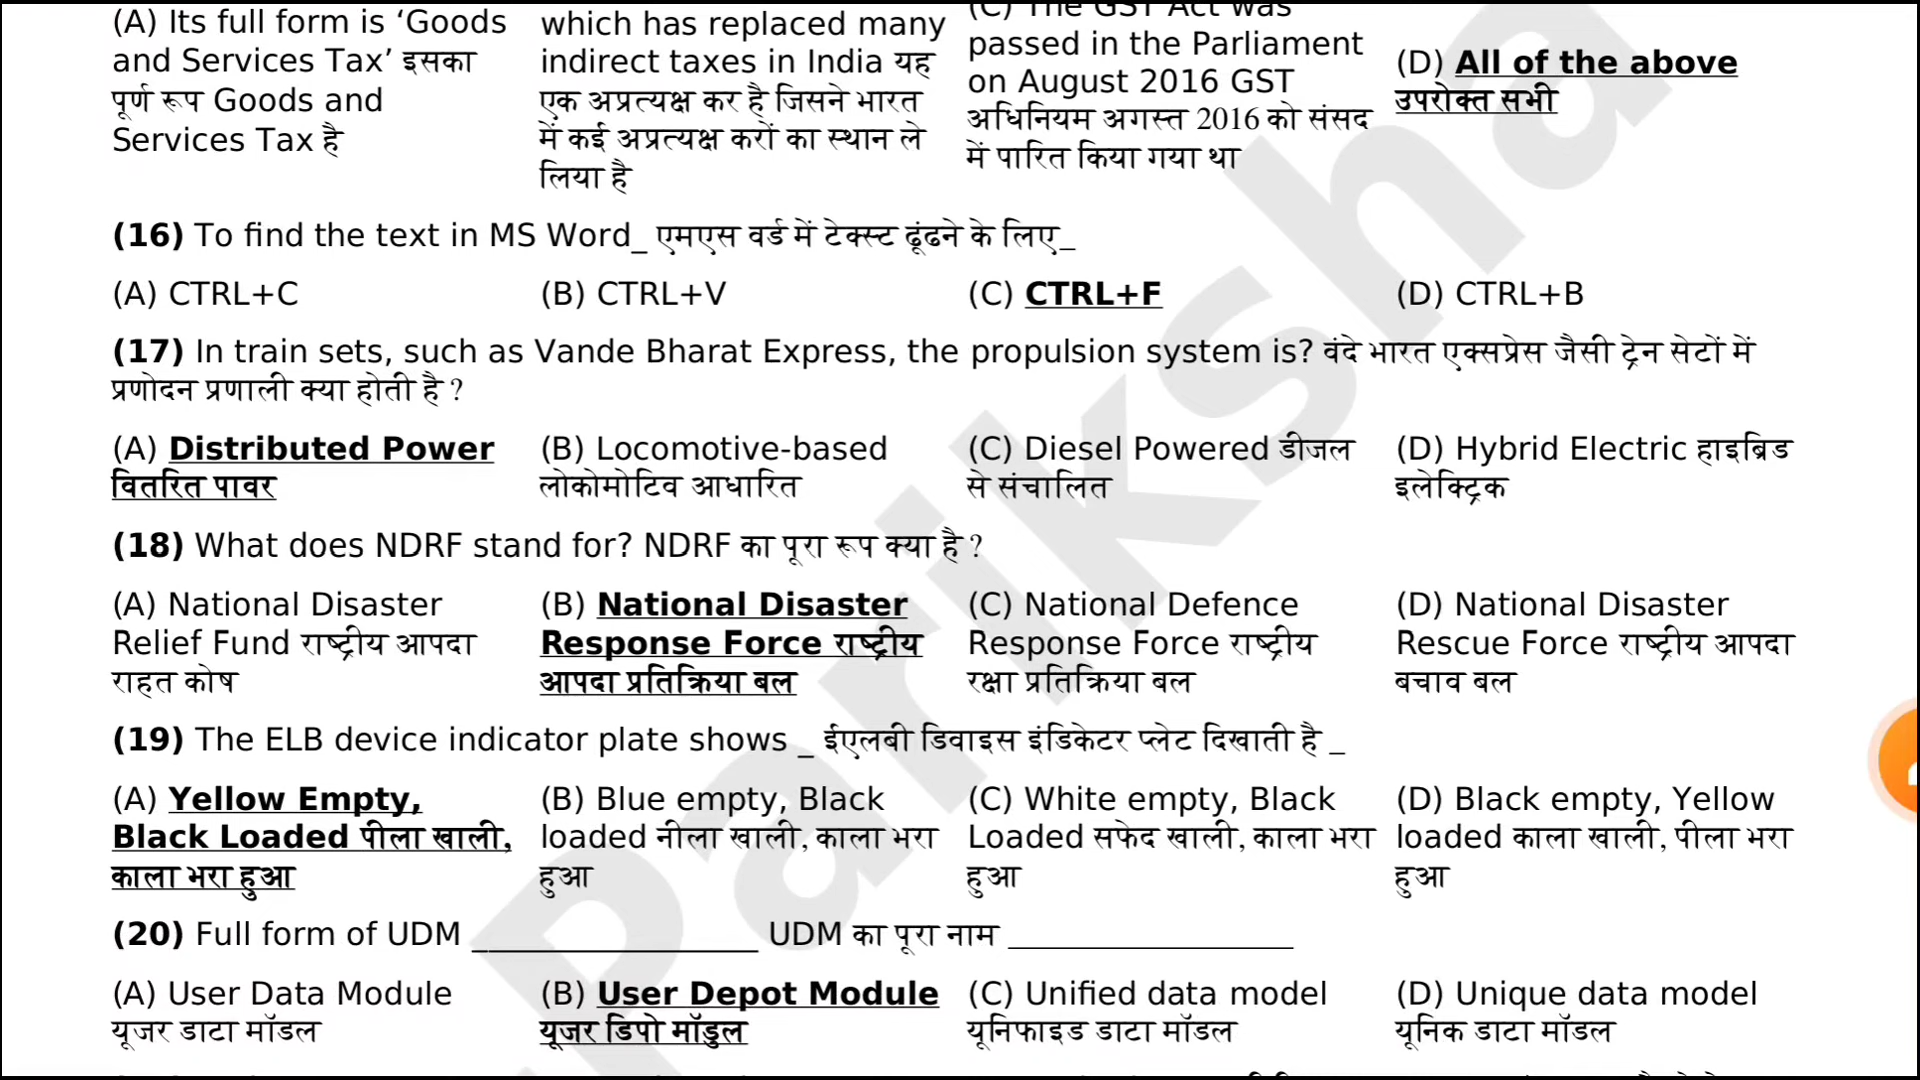 (A) Its full form is ‘Goods
and Services Tax’ इसका
पूर्ण रूप Goods and
Services Tax है
which has replaced many
indirect taxes in India यह
एक अप्रत्यक्ष कर है जिसने भारत
में कई अप्रत्यक्ष करों का स्थान ले
लिया है
(C) The GST Act was
passed in the Parliament
on August 2016 GST
अधिनियम अगस्त 2016 को संसद
में पारित किया गया था
(D) All of the above
उपरोक्त सभी
(16) To find the text in MS Word_ एमएस वर्ड में टेक्स्ट ढूंढने के लिए_
(A) CTRL+C
(B) CTRL+V
(C) CTRL+F
(D) CTRL+B
(17) In train sets, such as Vande Bharat Express, the propulsion system is? वंदे भारत एक्सप्रेस जैसी ट्रेन सेटों में
प्रणोदन प्रणाली क्या होती है ?
(A) Distributed Power
वितरित पावर
(B) Locomotive-based
लोकोमोटिव आधारित
(C) Diesel Powered डीजल
से संचालित
(D) Hybrid Electric हाइब्रिड
इलेक्ट्रिक
(18) What does NDRF stand for? NDRF का पूरा रूप क्या है ?
(A) National Disaster
Relief Fund राष्ट्रीय आपदा
राहत कोष
(B) National Disaster
Response Force राष्ट्रीय
आपदा प्रतिक्रिया बल
(C) National Defence
Response Force राष्ट्रीय
रक्षा प्रतिक्रिया बल
(D) National Disaster
Rescue Force राष्ट्रीय आपदा
बचाव बल
(19) The ELB device indicator plate shows _ ईएलबी डिवाइस इंडिकेटर प्लेट दिखाती है _
(A) Yellow Empty,
Black Loaded पीला खाली,
काला भरा हुआ
(B) Blue empty, Black
loaded नीला खाली, काला भरा
हुआ
(C) White empty, Black
Loaded सफेद खाली, काला भरा
हुआ
(D) Black empty, Yellow
loaded काला खाली, पीला भरा
हुआ
(20) Full form of UDM _________________ UDM का पूरा नाम _________________
(A) User Data Module
यूजर डाटा मॉडल
(B) User Depot Module
यूजर डिपो मॉडुल
(C) Unified data model
यूनिफाइड डाटा मॉडल
(D) Unique data model
यूनिक डाटा मॉडल
Pariksha